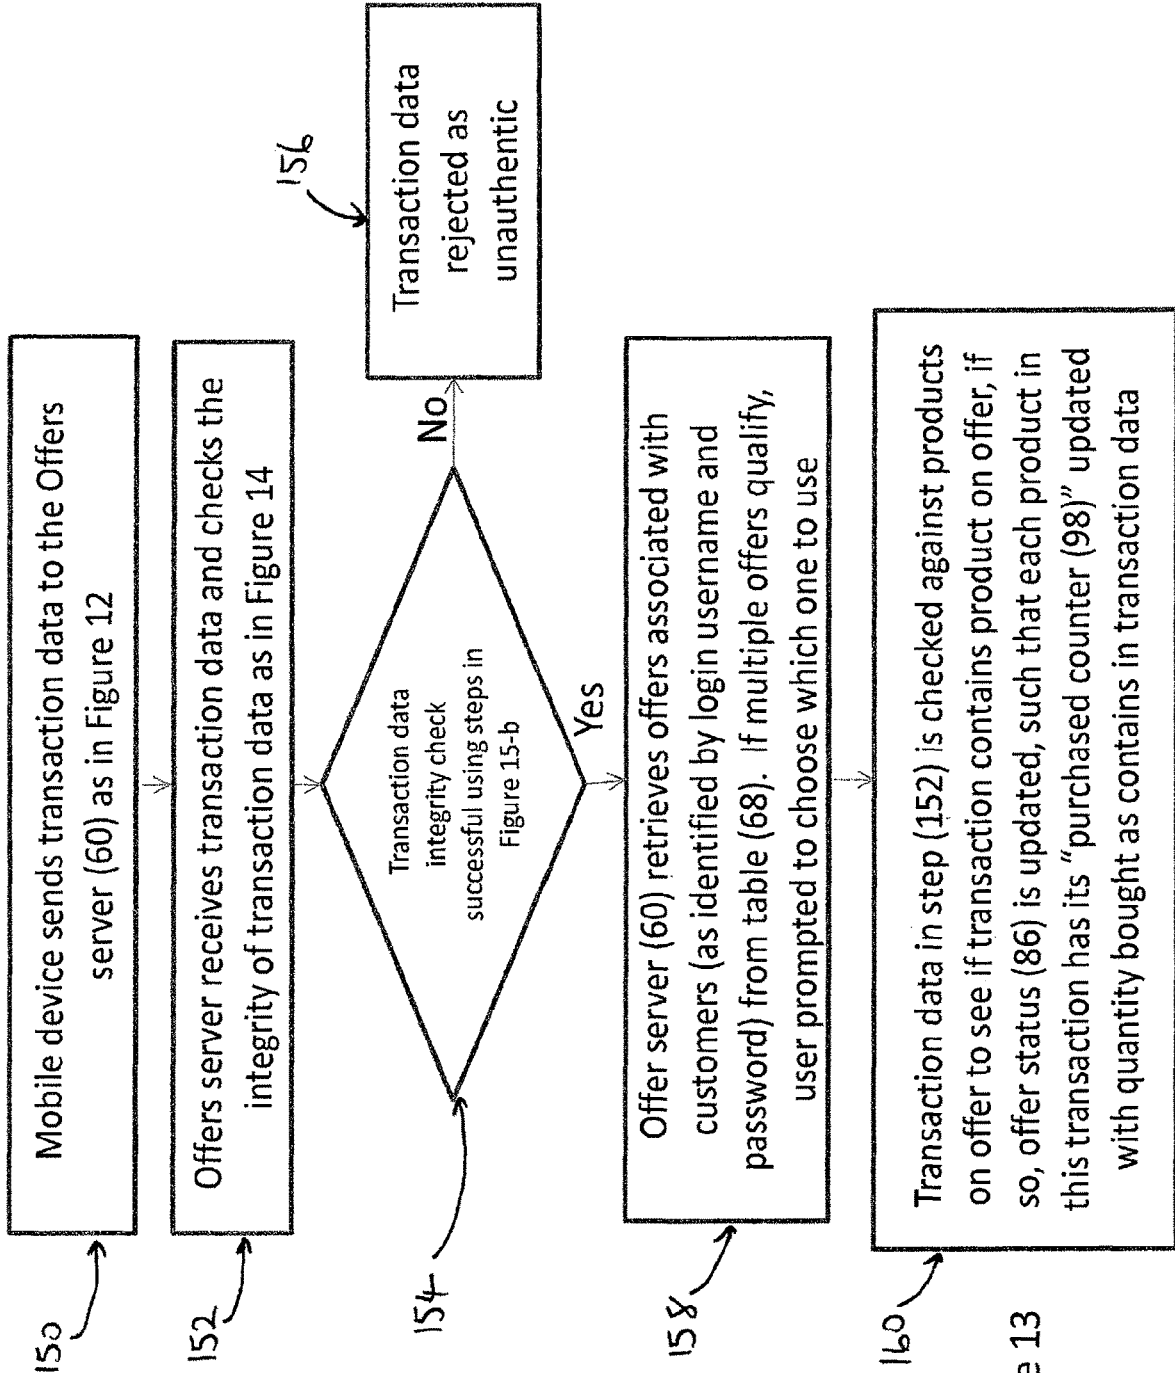 150
Mobile device sends transaction data to the Offers
server (60) as in Figure 12
152
Offers server receives transaction data and checks the
integrity of transaction data as in Figure 14
154
Transaction data
integrity check
successful using steps in
Figure 15-b
No
156
Transaction data
rejected as
unauthentic
Yes
158
Offer server (60) retrieves offers associated with
customers (as identified by login username and
password) from table (68). If multiple offers qualify,
user prompted to choose which one to use
160
Transaction data in step (152) is checked against products
on offer to see if transaction contains product on offer, if
so, offer status (86) is updated, such that each product in
this transaction has its “purchased counter (98)” updated
with quantity bought as contains in transaction data
e 13